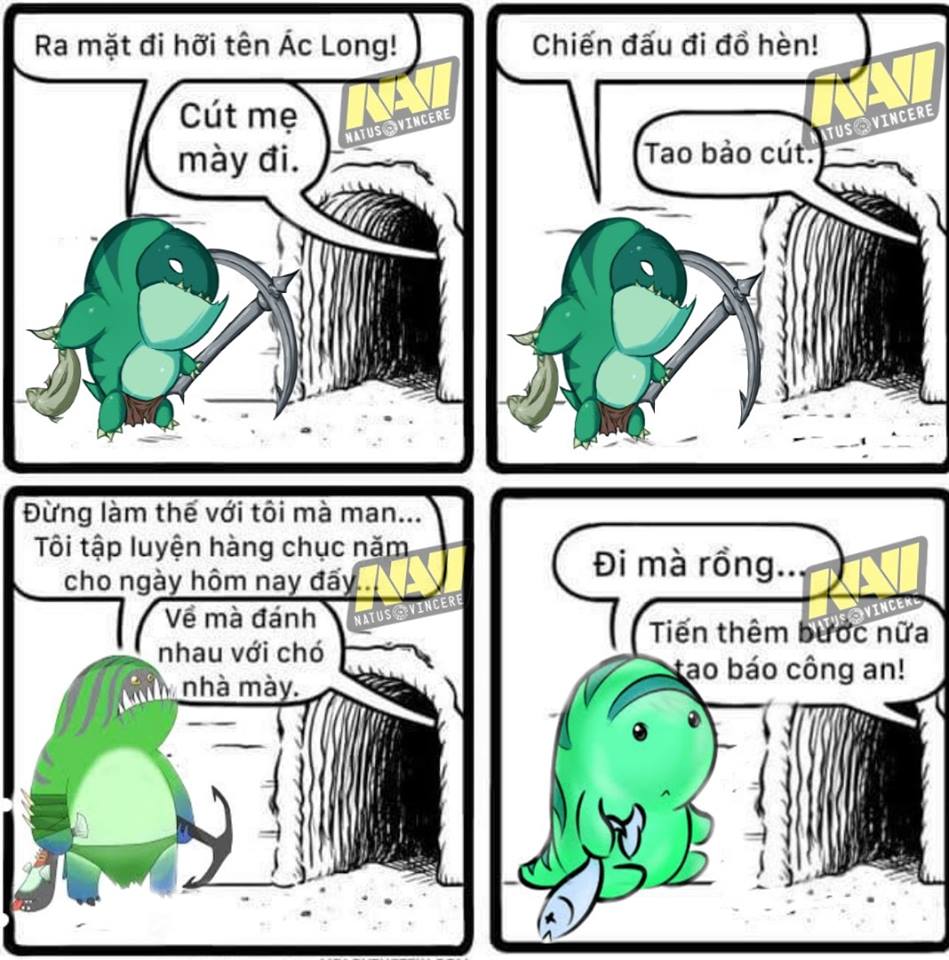 Ra mặt đi hỡi tên Ác Long!
Cút mẹ
mày đi.
NAVI
NATUS VINCERE
Chiến đấu đi đồ hèn!
Tao bảo cút.
NAVI
NATUS VINCERE
Đừng làm thế với tôi mà man...
Tôi tập luyện hàng chục năm
cho ngày hôm nay đấy...
NAVI
NATUS VINCERE
Về mà đánh
nhau với chó
nhà mày.
Đi mà rồng...
NAVI
NATUS VINCERE
Tiến thêm bước nữa
tao báo công an!